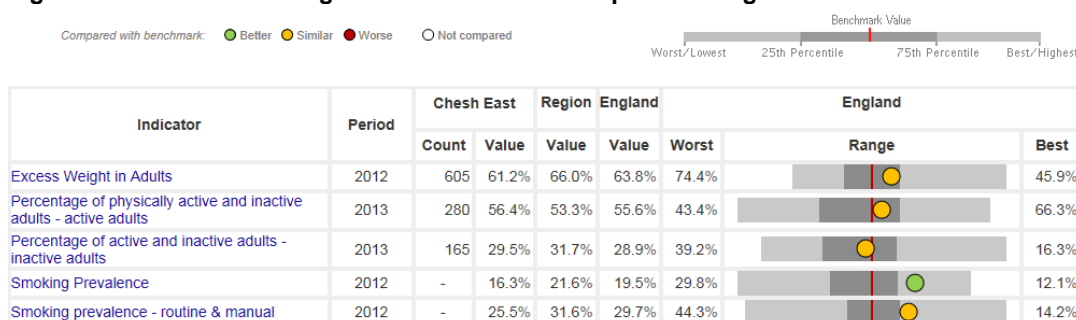 Compared with benchmark: Better Similar Worse Not compared
Benchmark Value
Worst/Lowest 25th Percentile 75th Percentile Best/Highest
Indicator Period Chesh East Region England England
Count Value Value Value Worst Range Best
Excess Weight in Adults 2012 605 61.2% 66.0% 63.8% 74.4% 45.9%
Percentage of physically active and inactive
adults - active adults 2013 280 56.4% 53.3% 55.6% 43.4% 66.3%
Percentage of active and inactive adults -
inactive adults 2013 165 29.5% 31.7% 28.9% 39.2% 16.3%
Smoking Prevalence 2012 - 16.3% 21.6% 19.5% 29.8% 12.1%
Smoking prevalence - routine & manual 2012 - 25.5% 31.6% 29.7% 44.3% 14.2%